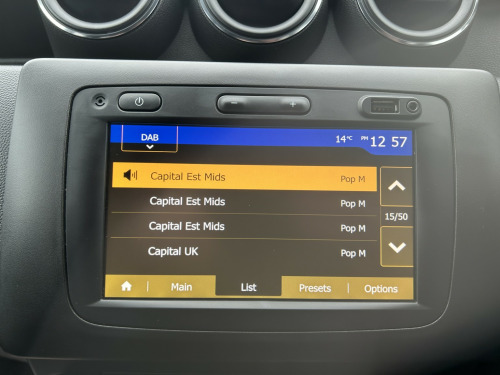 DAB 14°C PM 12 57
Capital Est Mids Pop M
Capital Est Mids Pop M
15/50
Capital Est Mids Pop M
Capital UK Pop M
Main List Presets Options